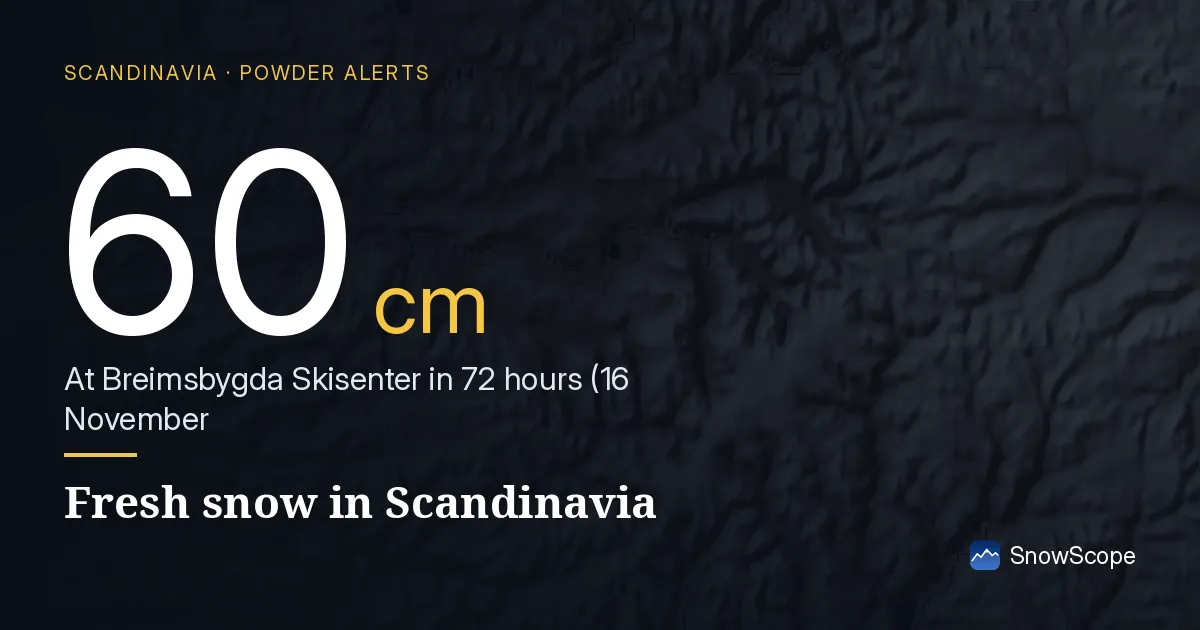 SCANDINAVIA · POWDER ALERTS
60 cm
At Breimsbygda Skisenter in 72 hours (16
November
Fresh snow in Scandinavia
SnowScope